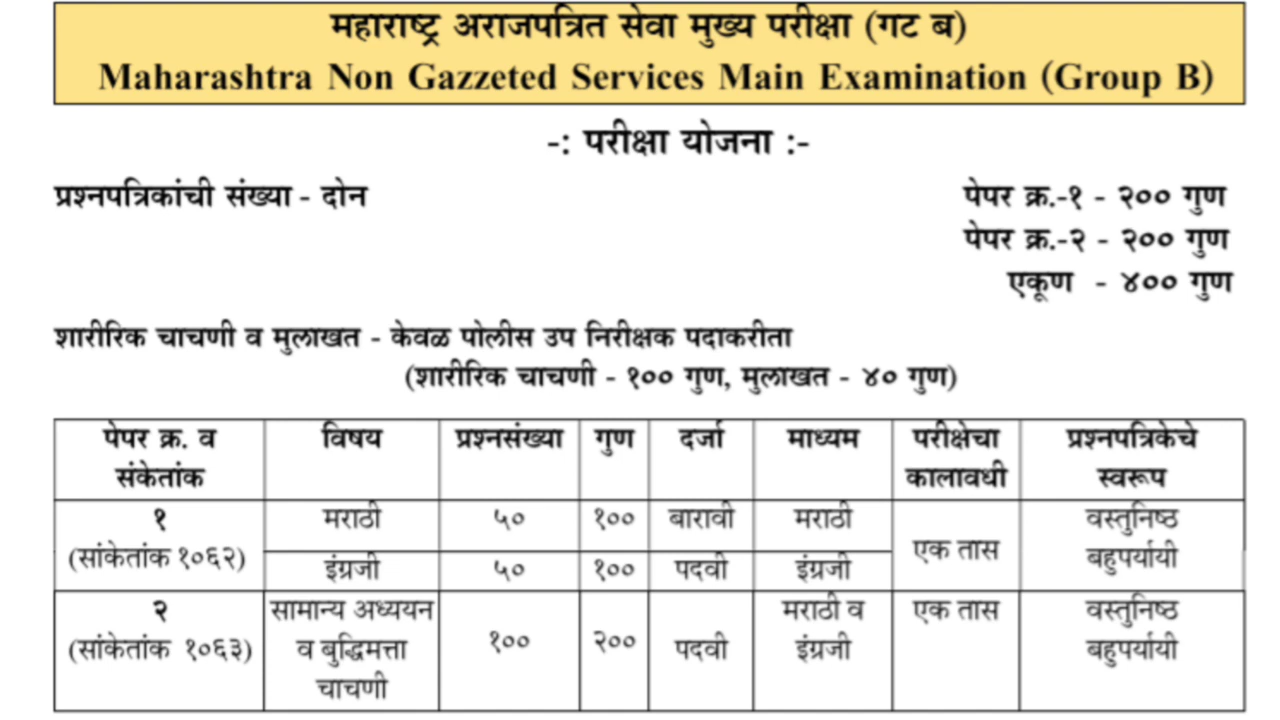 महाराष्ट्र अराजपत्रित सेवा मुख्य परीक्षा (गट ब)
Maharashtra Non Gazzeted Services Main Examination (Group B)
-: परीक्षा योजना :-
प्रश्नपत्रिकांची संख्या - दोन
पेपर क्र.-१ - २०० गुण
पेपर क्र.-२ - २०० गुण
एकूण - ४०० गुण
शारीरिक चाचणी व मुलाखत - केवळ पोलीस उप निरीक्षक पदाकरीता
(शारीरिक चाचणी - १०० गुण, मुलाखत - ४० गुण)
पेपर क्र. व संकेतांक विषय प्रश्नसंख्या गुण दर्जा माध्यम परीक्षेचा कालावधी प्रश्नपत्रिकेचे स्वरूप
१ (सांकेतांक १०६२) मराठी ५० १०० बारावी मराठी एक तास वस्तुनिष्ठ बहुपर्यायी
इंग्रजी ५० १०० पदवी इंग्रजी
२ (सांकेतांक १०६३) सामान्य अध्ययन व बुद्धिमत्ता चाचणी १०० २०० पदवी मराठी व इंग्रजी एक तास वस्तुनिष्ठ बहुपर्यायी